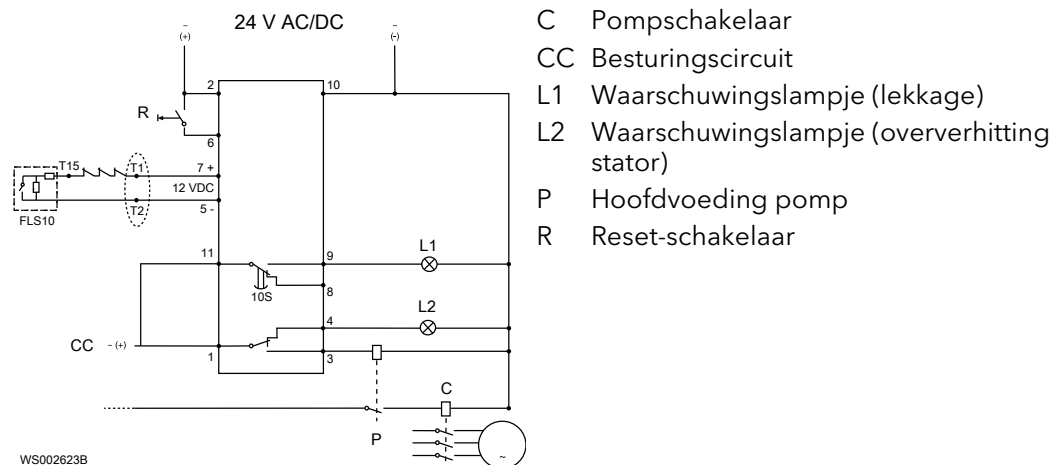 24 V AC/DC
~
(+)
~
(-)
2
10
R
6
T15
T1
7 +
12 VDC
T2
5 -
FLS10
11
9
L1
10S
8
4
L2
CC ~ (+)
1
3
C
P
~
WS002623B
C Pompschakelaar
CC Besturingscircuit
L1 Waarschuwingslampje (lekkage)
L2 Waarschuwingslampje (oververhitting
stator)
P Hoofdvoeding pomp
R Reset-schakelaar